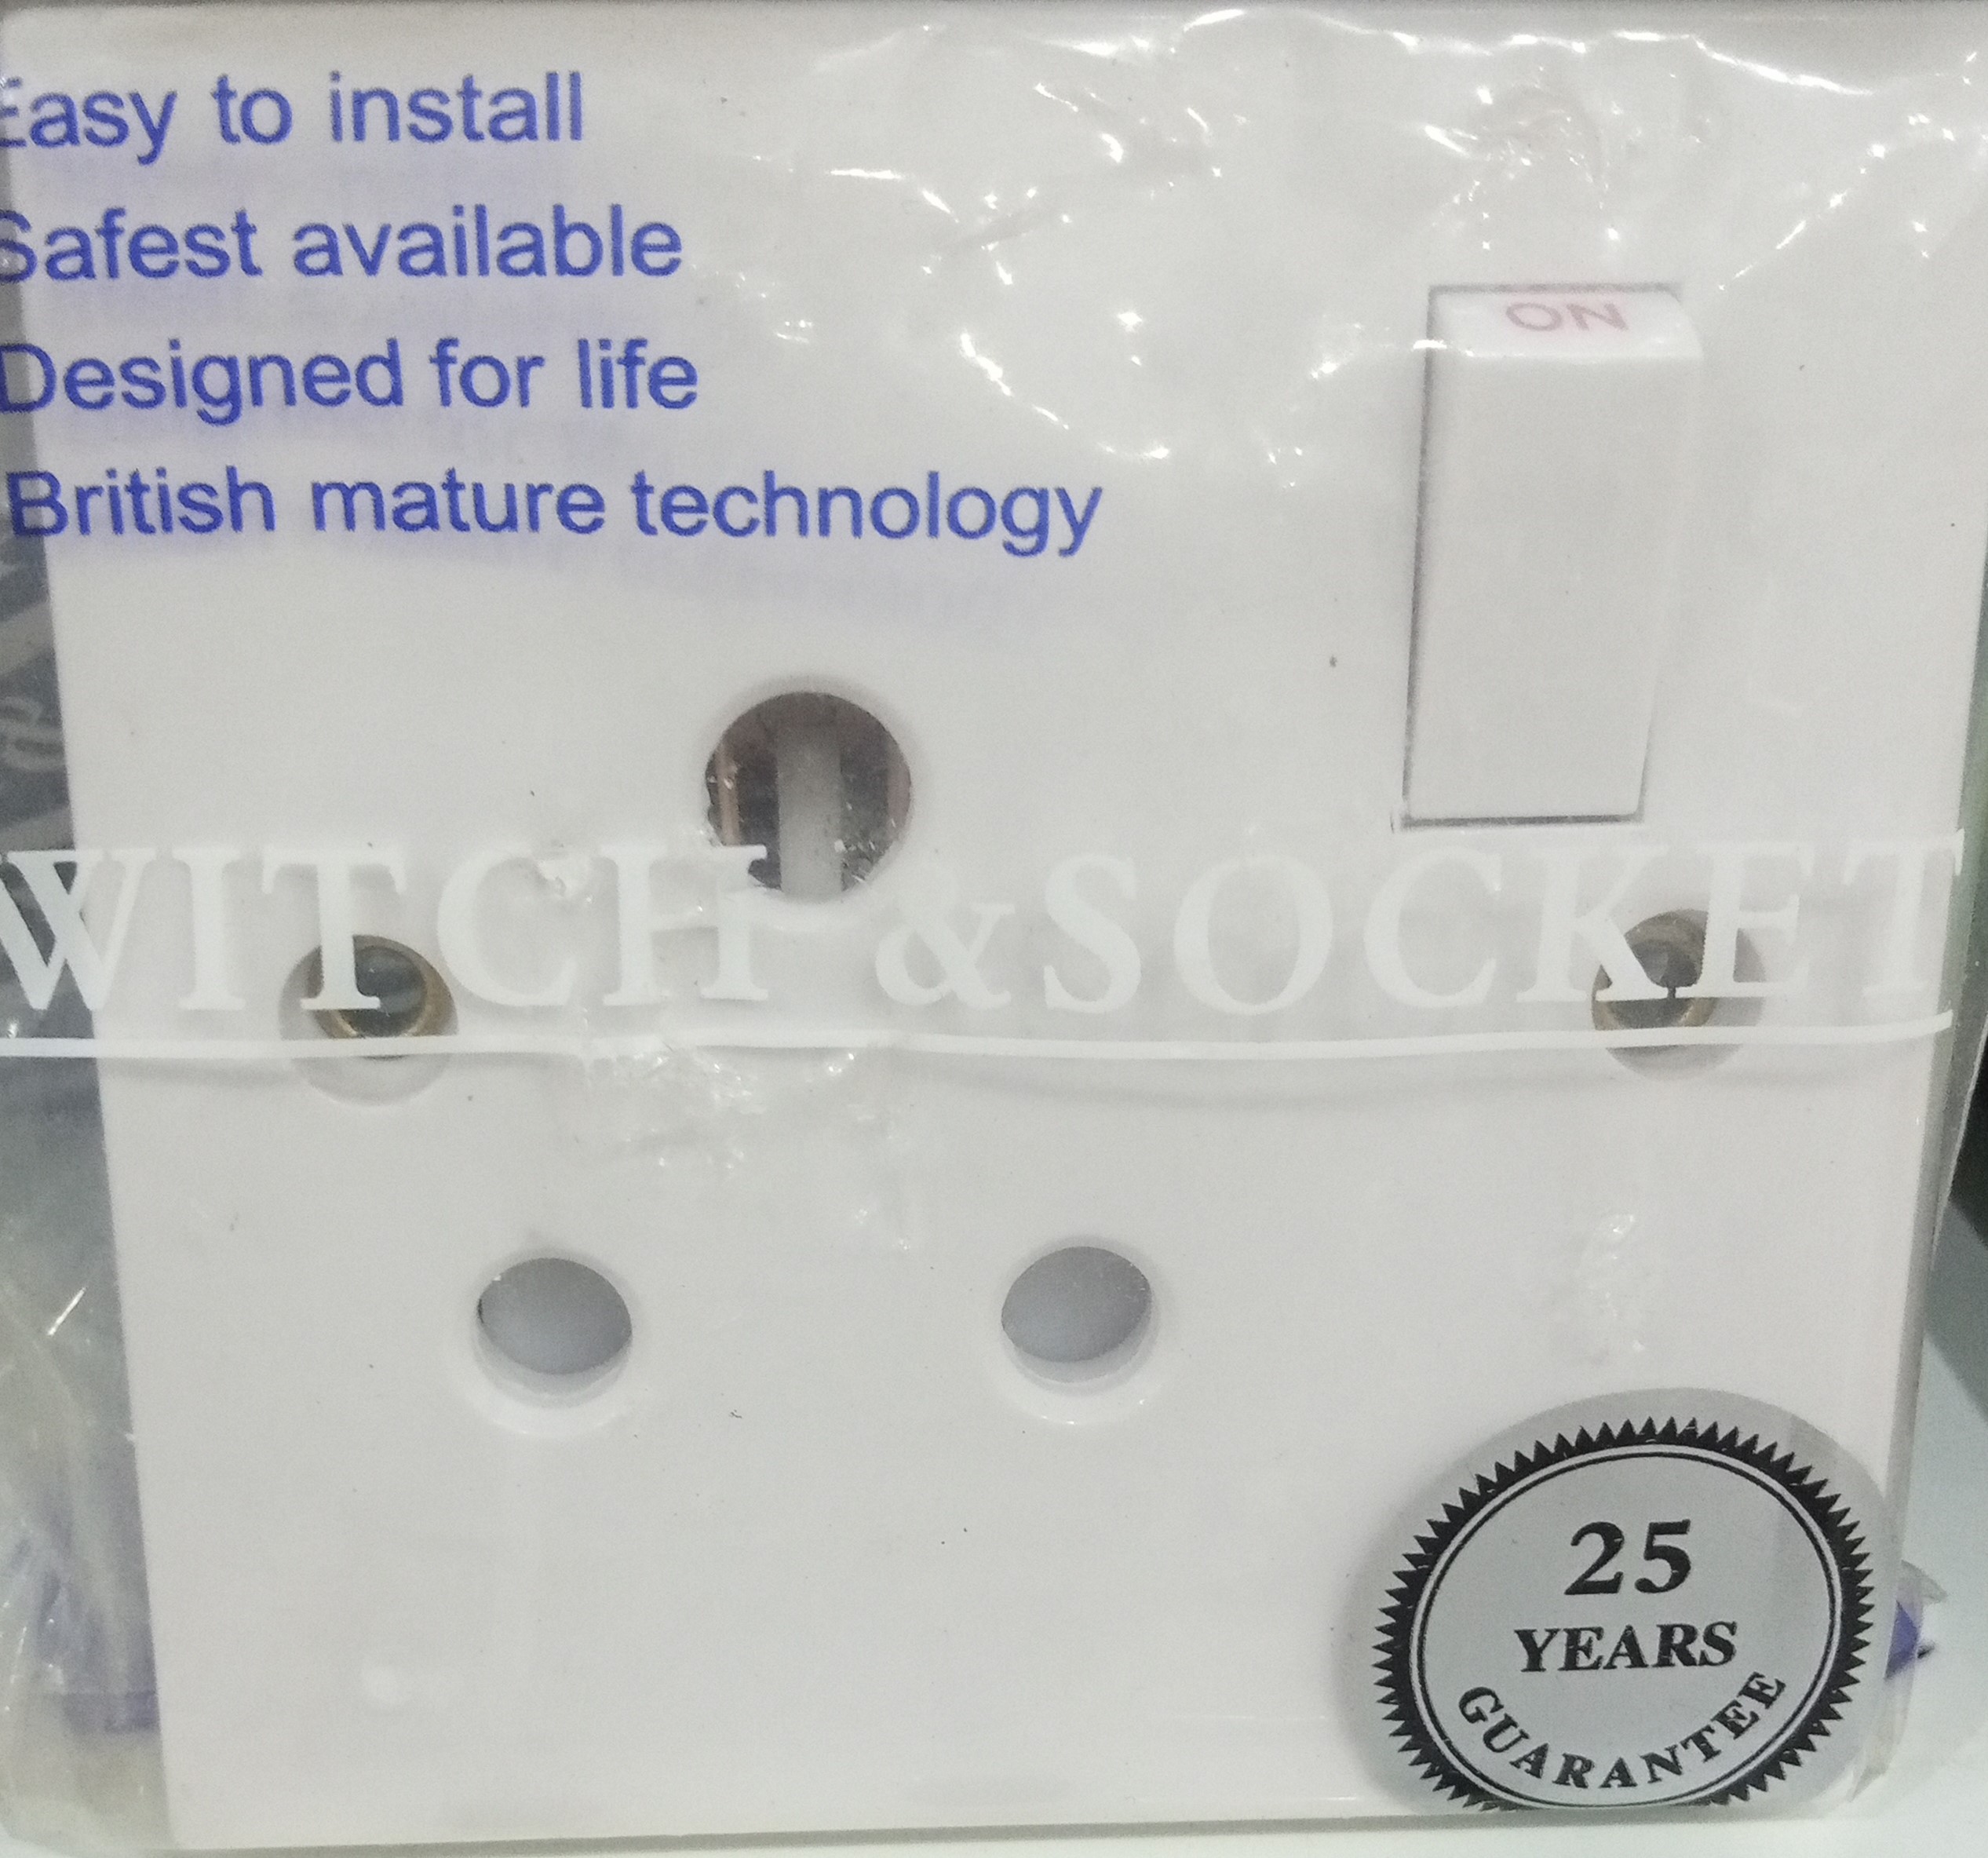 Easy to install
Safest available
Designed for life
British mature technology
ON
WITCH & SOCKET
25
YEARS
GUARANTEE